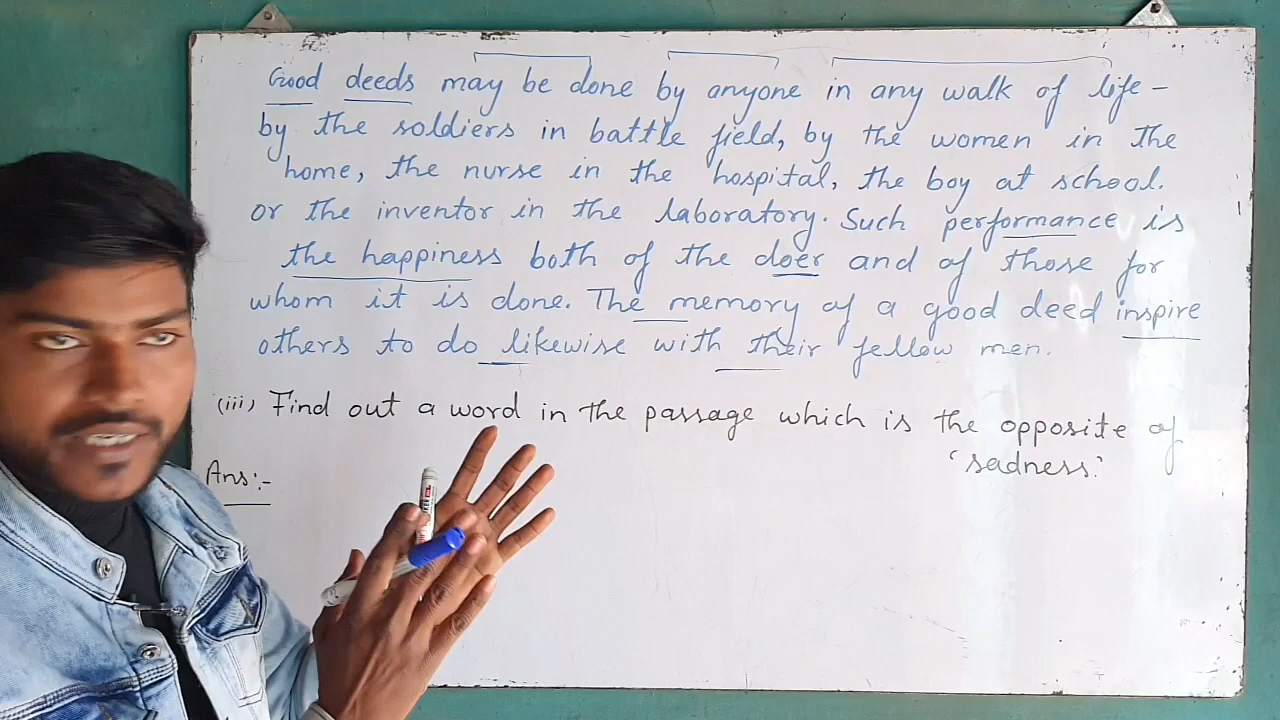 Good deeds may be done by anyone in any walk of life -
by the soldiers in battle field, by the women in the
home, the nurse in the hospital, the boy at school.
or the inventor in the laboratory. Such performance is
the happiness both of the doer and of those for
whom it is done. The memory of a good deed inspire
others to do likewise with their fellow men.
(iii) Find out a word in the passage which is the opposite of
'sadness.'
Ans:-